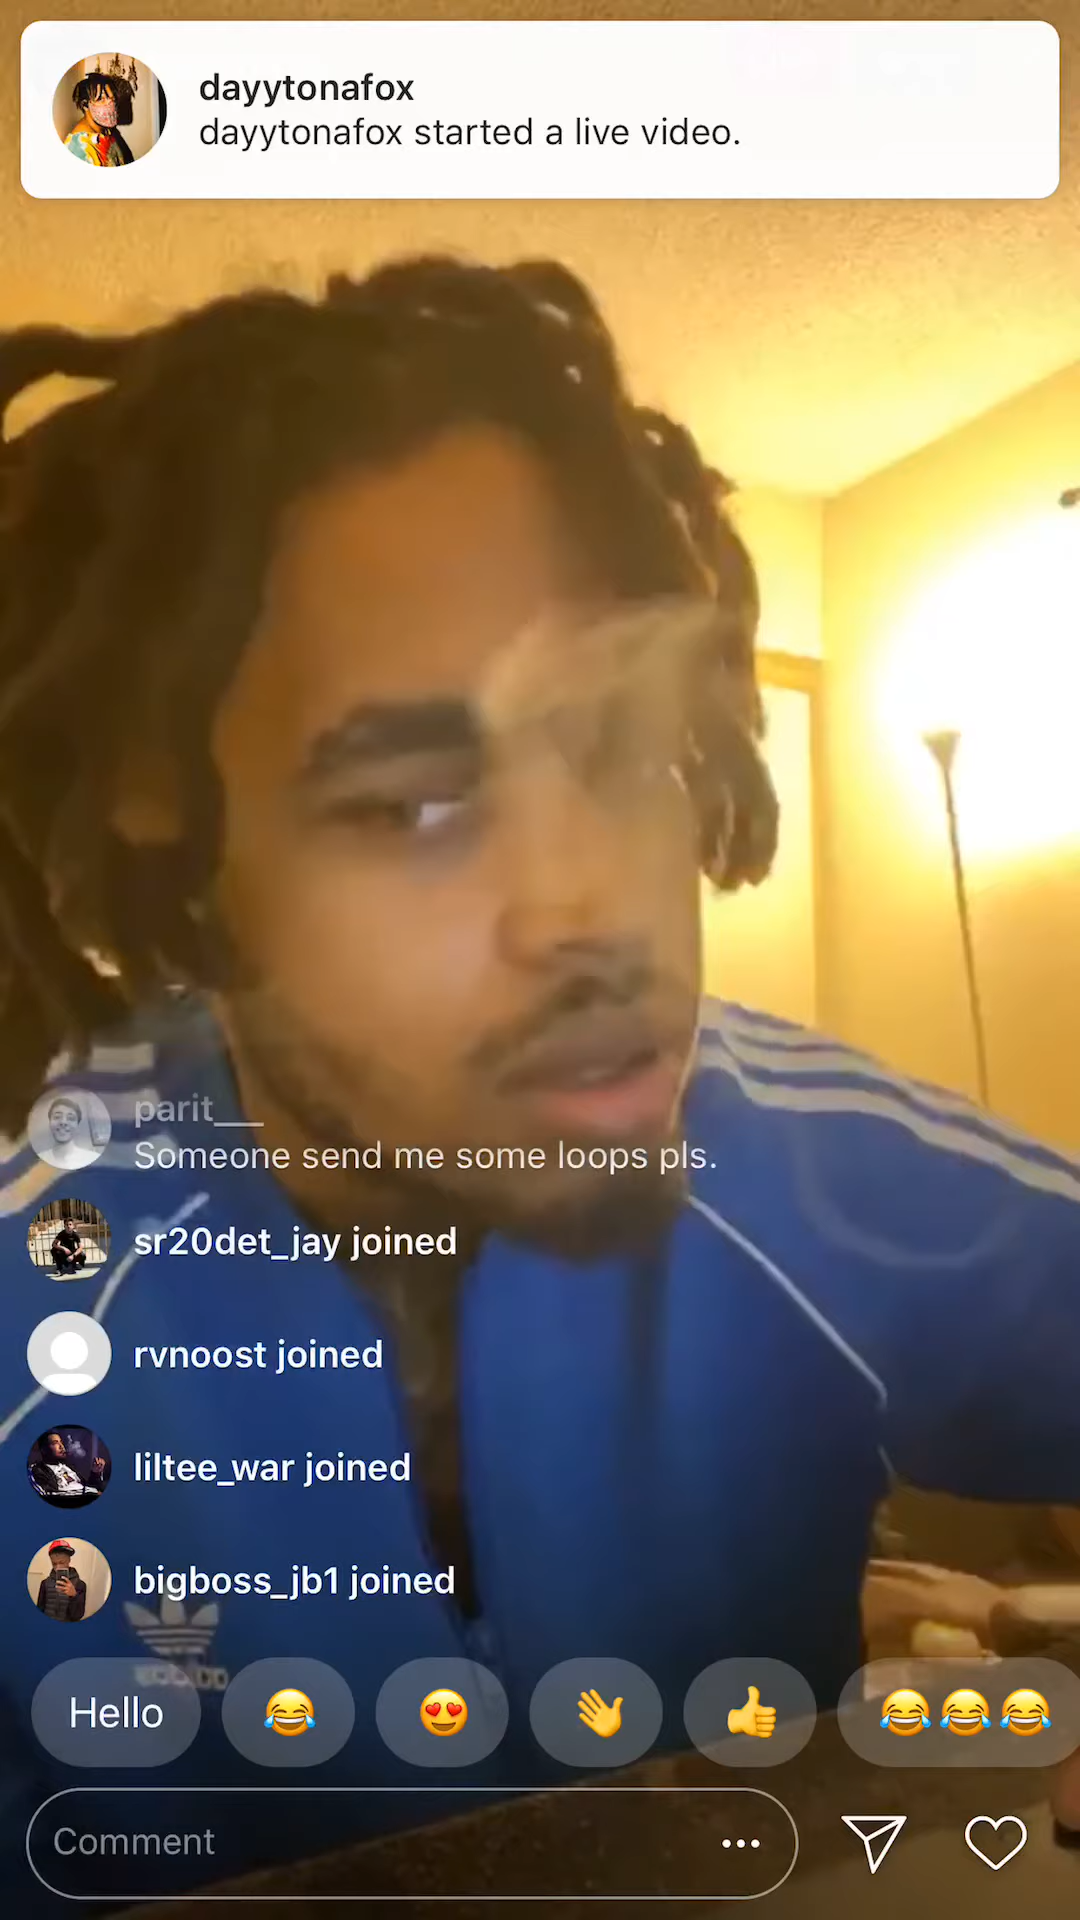 dayytonafox
dayytonafox started a live video.
parit___
Someone send me some loops pls.
sr20det_jay joined
rvnoost joined
liltee_war joined
bigboss_jb1 joined
Hello
Comment